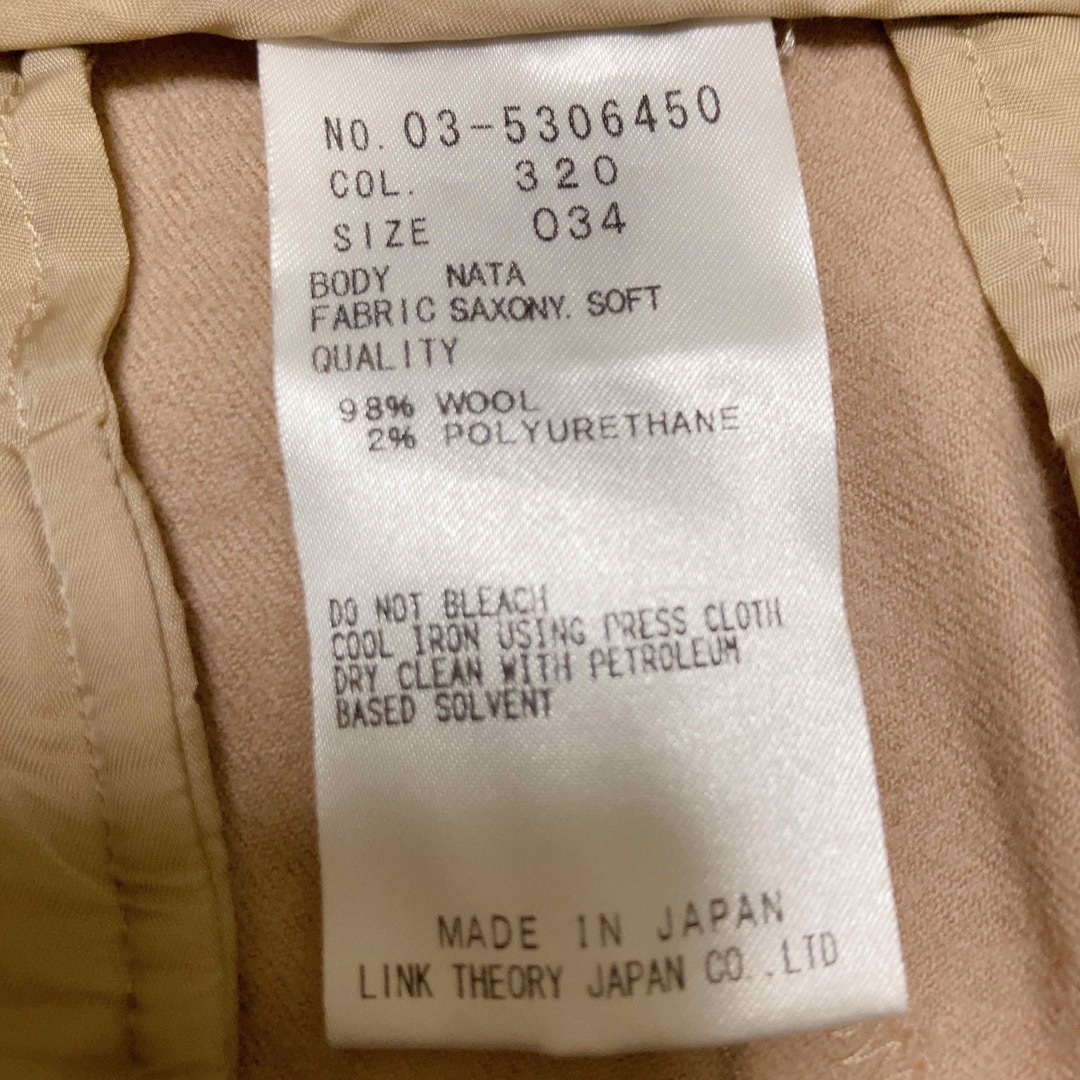 NO. 03-5306450
COL. 320
SIZE 034
BODY NATA
FABRIC SAXONY. SOFT
QUALITY
98% WOOL
2% POLYURETHANE
DO NOT BLEACH
COOL IRON USING PRESS CLOTH
DRY CLEAN WITH PETROLEUM
BASED SOLVENT
MADE IN JAPAN
LINK THEORY JAPAN CO.,LTD